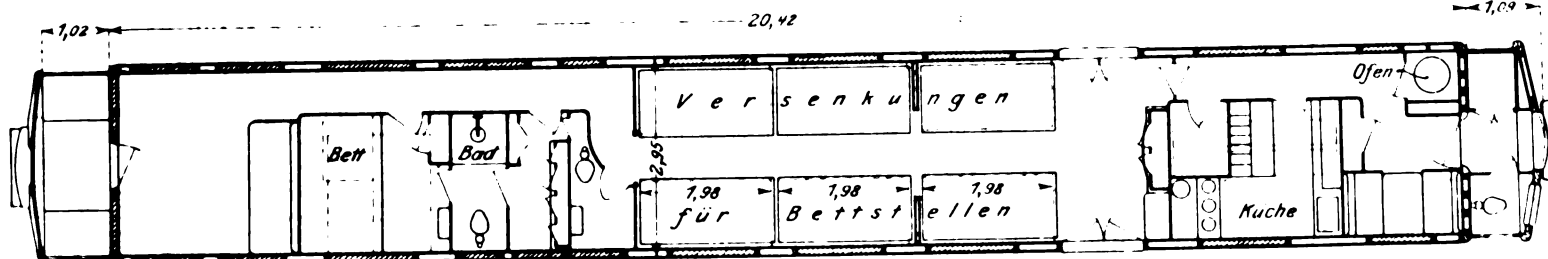 1,02
20,42
1,09
Ofen
Versenkungen
Bett
Bad
2,95
1,98 1,98 1,98
für Bettstellen
Kuche